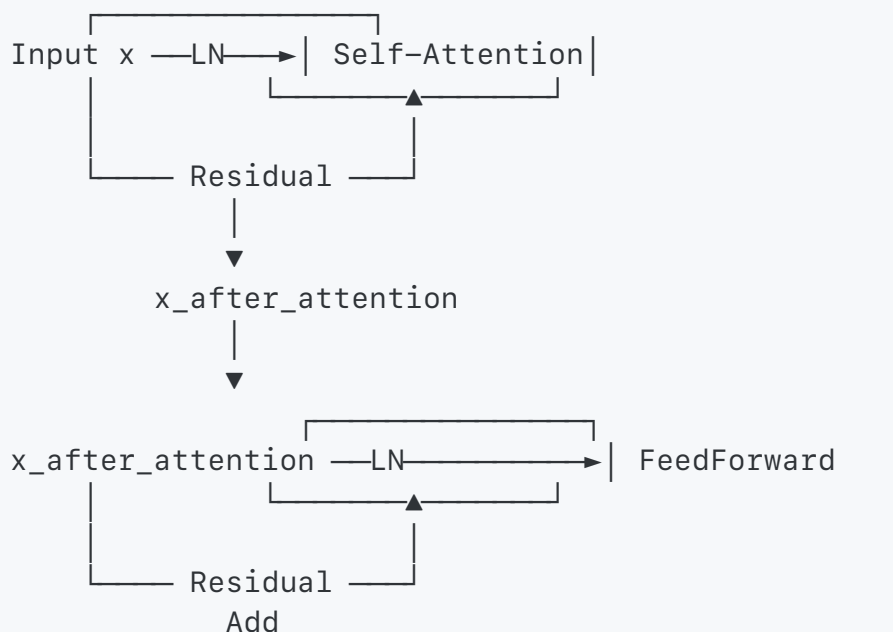 Input x LN Self-Attention
Residual
x_after_attention
x_after_attention LN FeedForward
Residual
Add